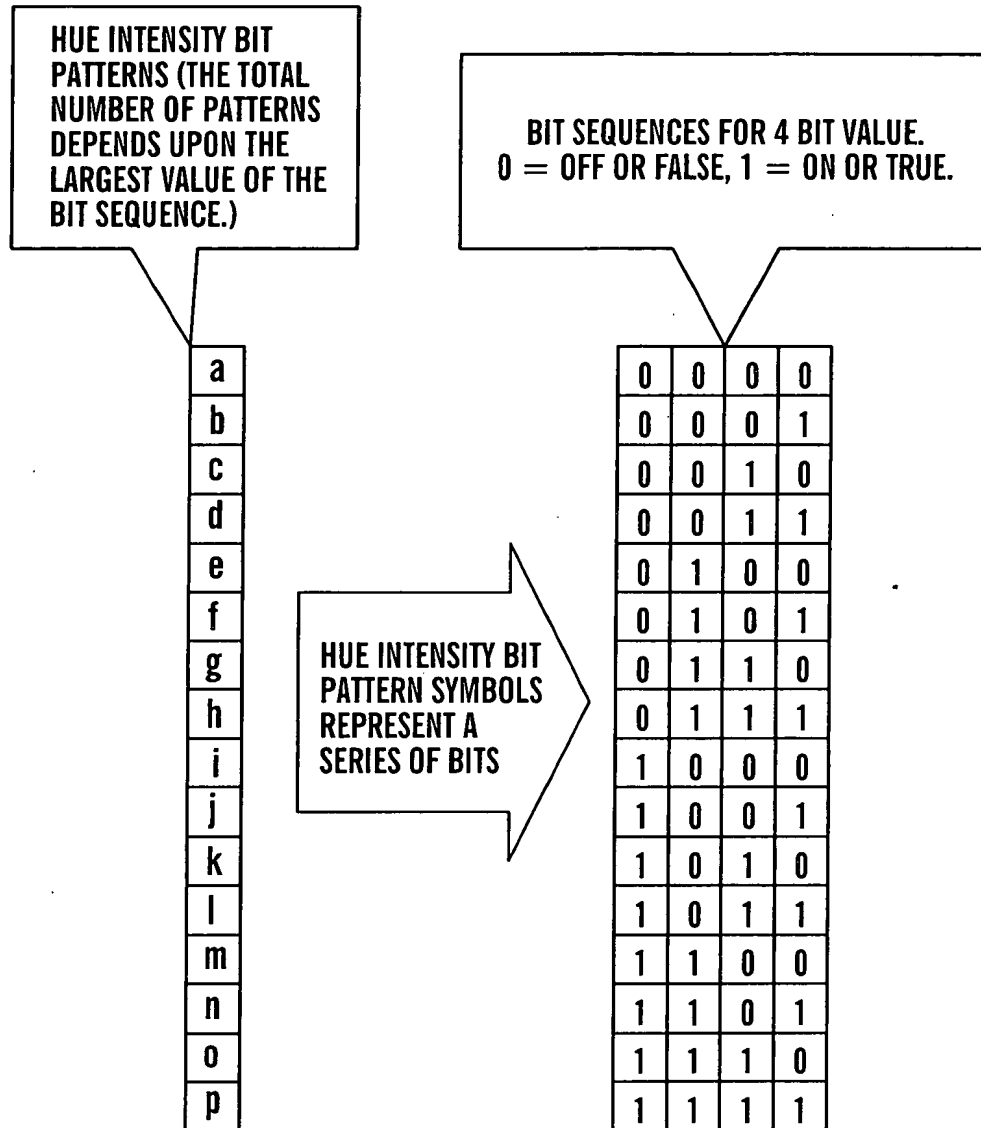 HUE INTENSITY BIT
PATTERNS (THE TOTAL
NUMBER OF PATTERNS
DEPENDS UPON THE
LARGEST VALUE OF THE
BIT SEQUENCE.)
BIT SEQUENCES FOR 4 BIT VALUE.
0 = OFF OR FALSE, 1 = ON OR TRUE.
a 0 0 0 0
b 0 0 0 1
c 0 0 1 0
d 0 0 1 1
e 0 1 0 0
f 0 1 0 1
g 0 1 1 0
h 0 1 1 1
i 1 0 0 0
j 1 0 0 1
k 1 0 1 0
l 1 0 1 1
m 1 1 0 0
n 1 1 0 1
o 1 1 1 0
p 1 1 1 1
HUE INTENSITY BIT
PATTERN SYMBOLS
REPRESENT A
SERIES OF BITS